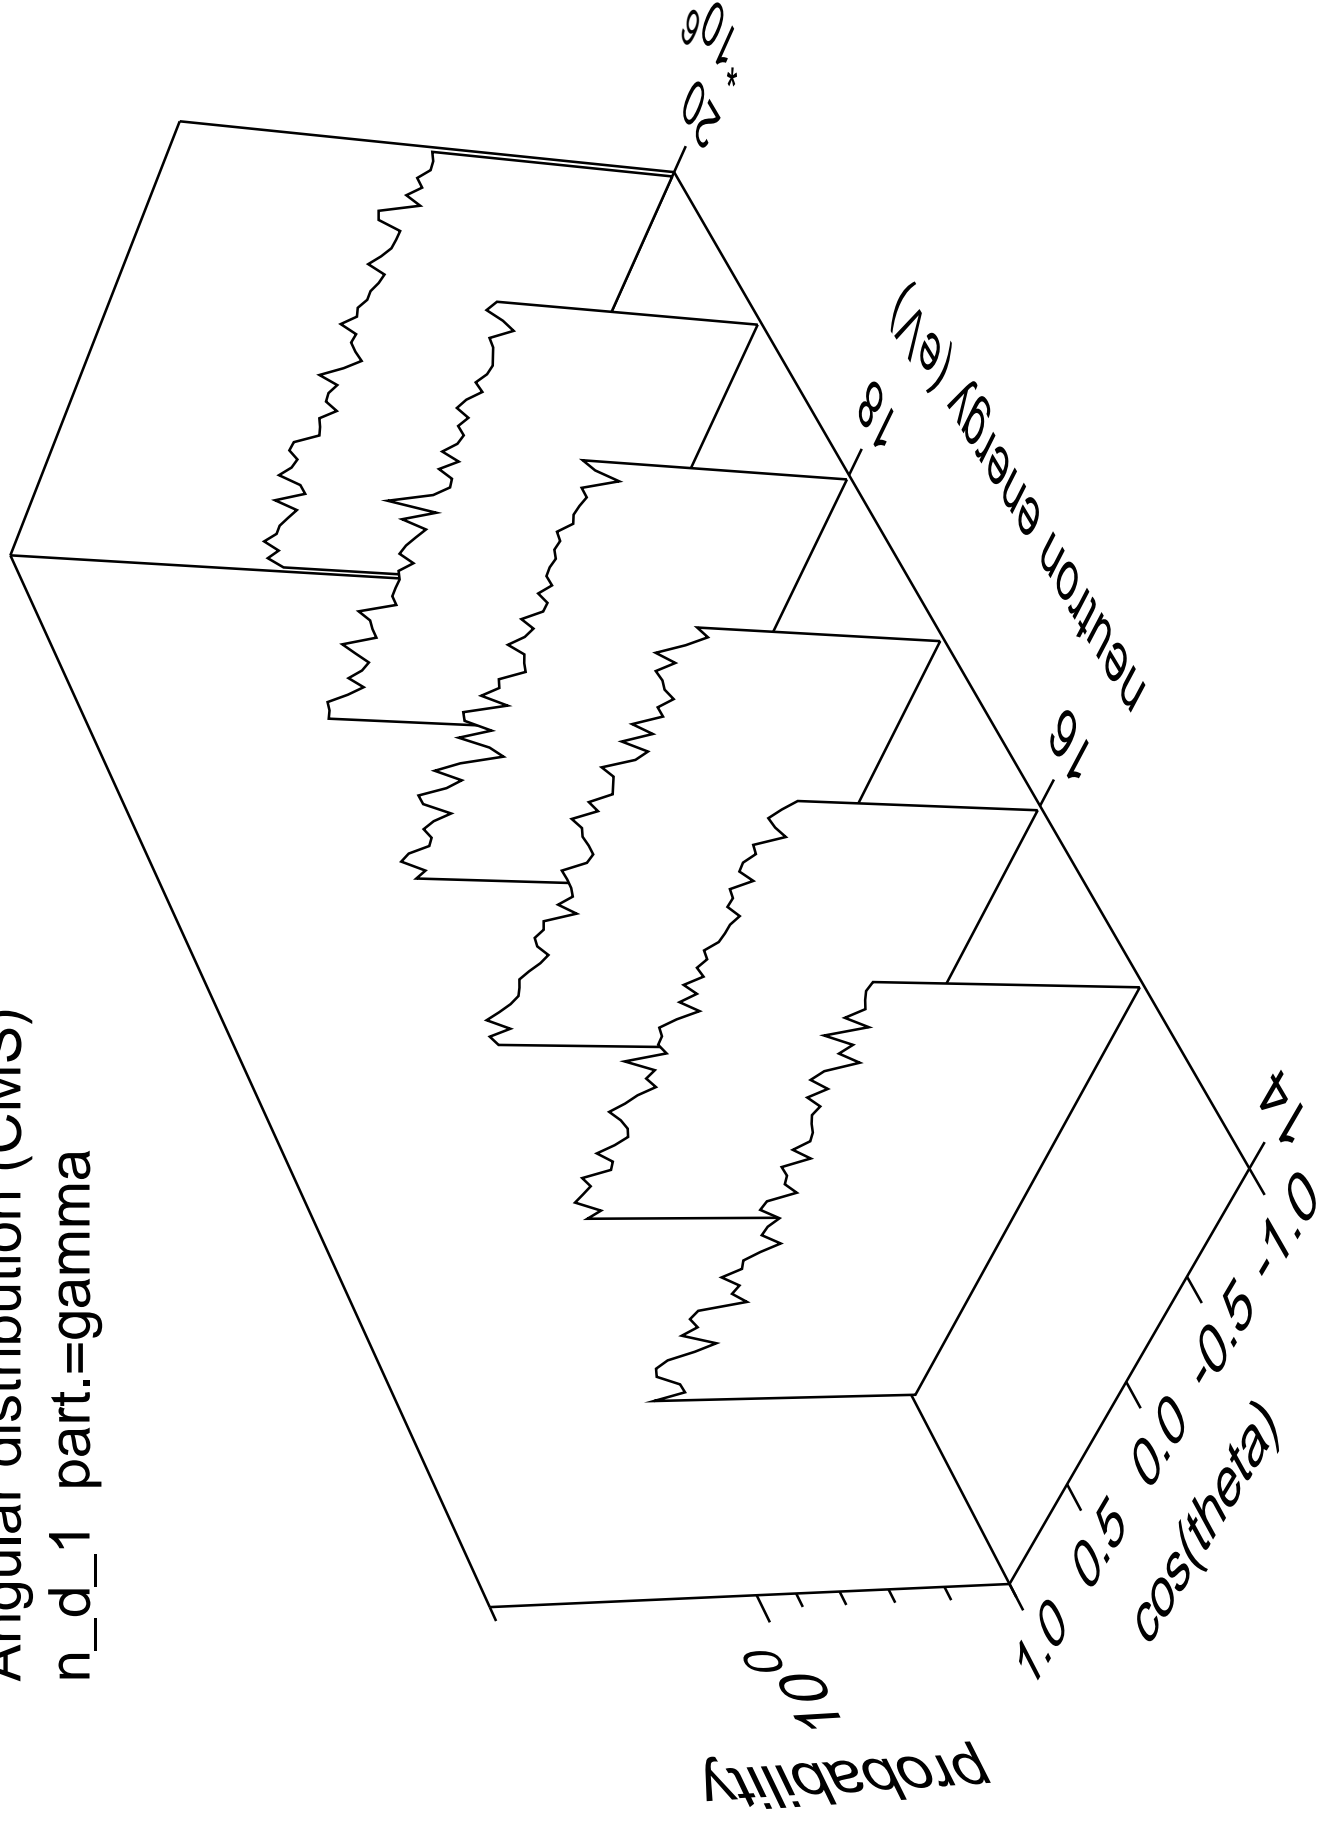 Angular distribution (CMS)
n_d_1 part.=gamma
probability
10 0
1.0 0.5 0.0 -0.5 -1.0
cos(theta)
14 16 18 20
* 10 6
neutron energy (eV)